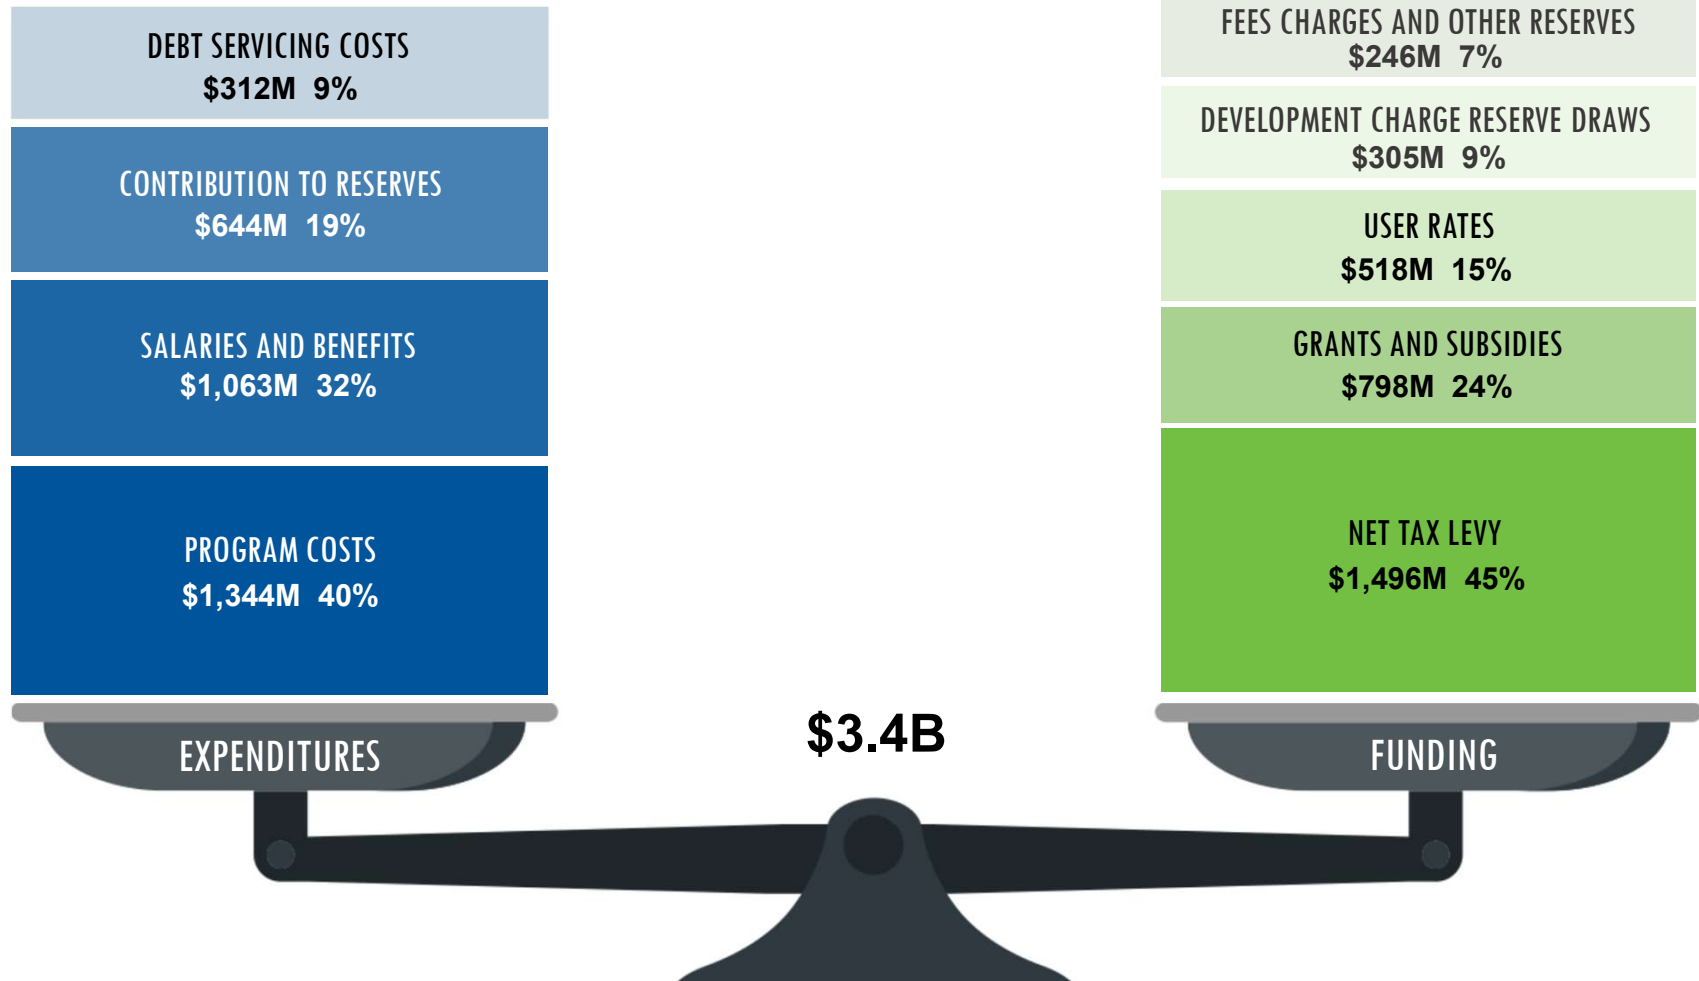 DEBT SERVICING COSTS
$312M 9%
CONTRIBUTION TO RESERVES
$644M 19%
SALARIES AND BENEFITS
$1,063M 32%
PROGRAM COSTS
$1,344M 40%
EXPENDITURES
$3.4B
FEES CHARGES AND OTHER RESERVES
$246M 7%
DEVELOPMENT CHARGE RESERVE DRAWS
$305M 9%
USER RATES
$518M 15%
GRANTS AND SUBSIDIES
$798M 24%
NET TAX LEVY
$1,496M 45%
FUNDING